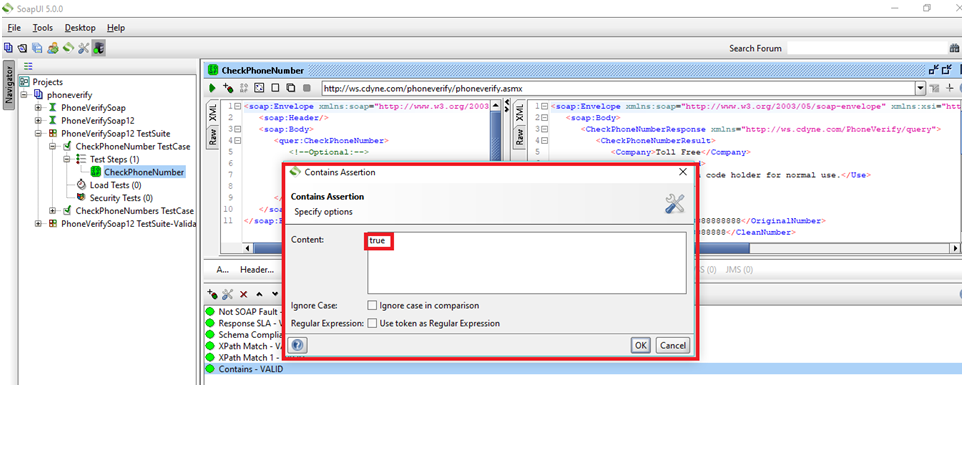 SoapUI 5.0.0
File Tools Desktop Help
Search Forum
Navigator
Projects
phoneverify
PhoneVerifySoap
PhoneVerifySoap12
PhoneVerifySoap12 TestSuite
CheckPhoneNumber TestCase
Test Steps (1)
CheckPhoneNumber
Load Tests (0)
Security Tests (0)
CheckPhoneNumbers TestCase
PhoneVerifySoap12 TestSuite-Valida
CheckPhoneNumber
http://ws.cdyne.com/phoneverify/phoneverify.asmx
XML
Raw
1 <soap:Envelope xmlns:soap="http://www.w3.org/2003
2 <soap:Header/>
3 <soap:Body>
4 <quer:CheckPhoneNumber>
5 <!--Optional:-->
6
7
8
9
10 </so
11 </soap:E
XML
Raw
1 <soap:Envelope xmlns:soap="http://www.w3.org/2003/05/soap-envelope" xmlns:xsi="htt
2 <soap:Body>
3 <CheckPhoneNumberResponse xmlns="http://ws.cdyne.com/PhoneVerify/query">
4 <CheckPhoneNumberResult>
5 <Company>Toll Free</Company>
code holder for normal use.</Use>
88888888</OriginalNumber>
88888</CleanNumber>
Contains Assertion
Contains Assertion
Specify options
Content:
true
Ignore Case: Ignore case in comparison
Regular Expression: Use token as Regular Expression
OK Cancel
A... Header...
(0) JMS (0)
Not SOAP Fault -
Response SLA - V
Schema Complia
XPath Match - VA
XPath Match 1 -
Contains - VALID